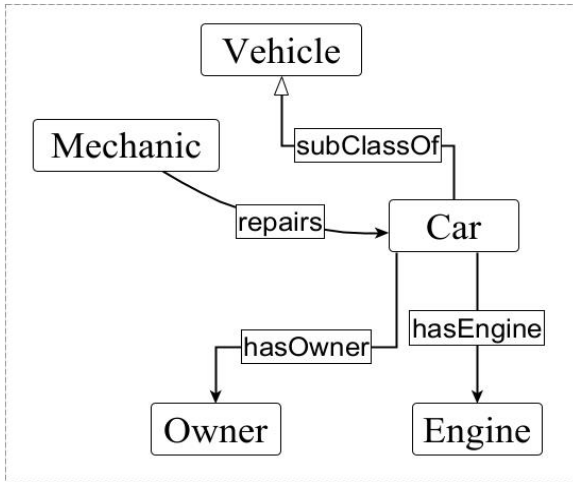 Vehicle
subClassOf
Mechanic
repairs
Car
hasOwner
hasEngine
Owner
Engine